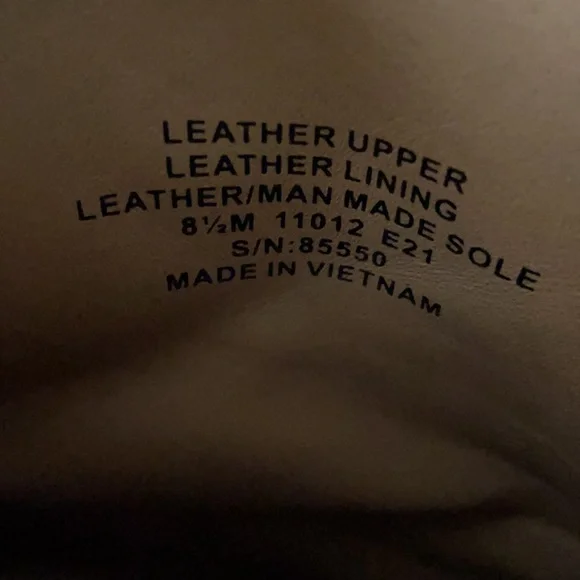 LEATHER UPPER
LEATHER LINING
LEATHER/MAN MADE SOLE
8½M 11012 E21
S/N:85550
MADE IN VIETNAM